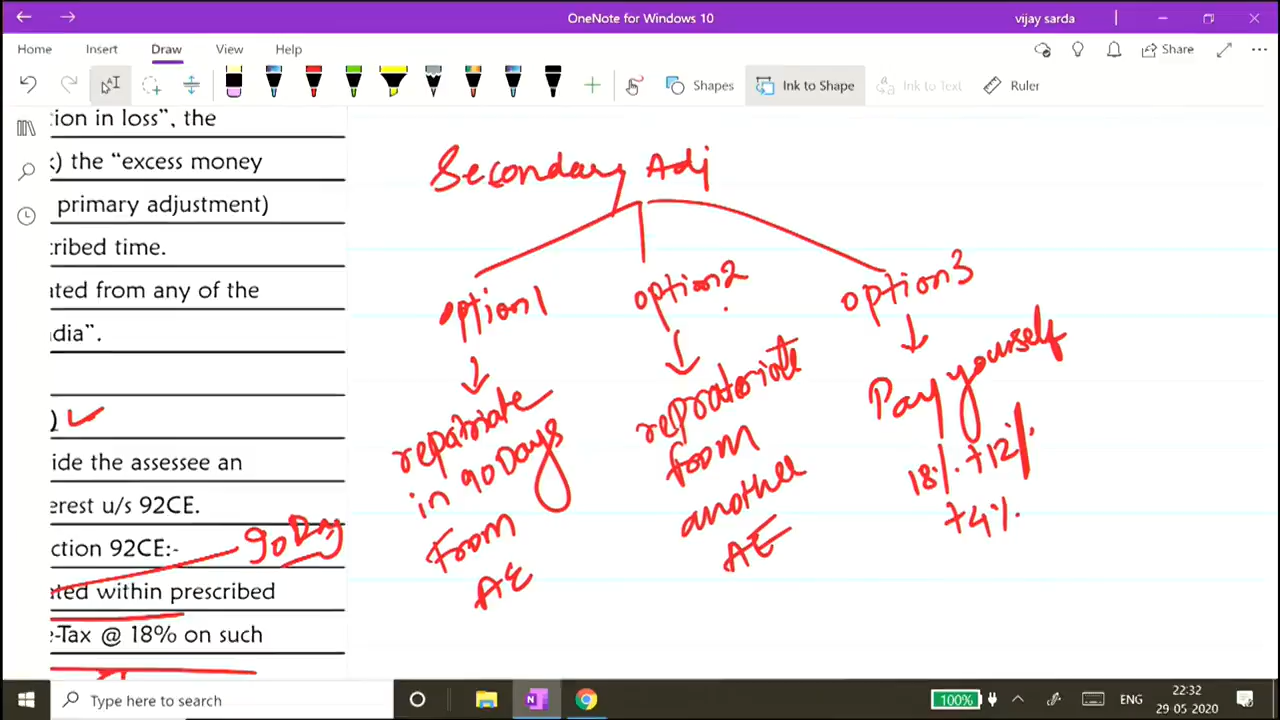 OneNote for Windows 10
vijay sarda
Home Insert Draw View Help
Share
Shapes
Ink to Shape
Ink to Text
Ruler
tion in loss”, the
) the “excess money
primary adjustment)
cribed time.
ated from any of the
dia”.
)
ide the assessee an
erest u/s 92CE.
ction 92CE:-
90 Day
ated within prescribed
e-Tax @ 18% on such
Secondary Adj
option1
repatriate
in 90 Days
From
AE
option2
repratoriate
from
another
AE
option3
Pay yourself
18% +12%
+4%
Type here to search
100%
ENG
22:32
29-05-2020